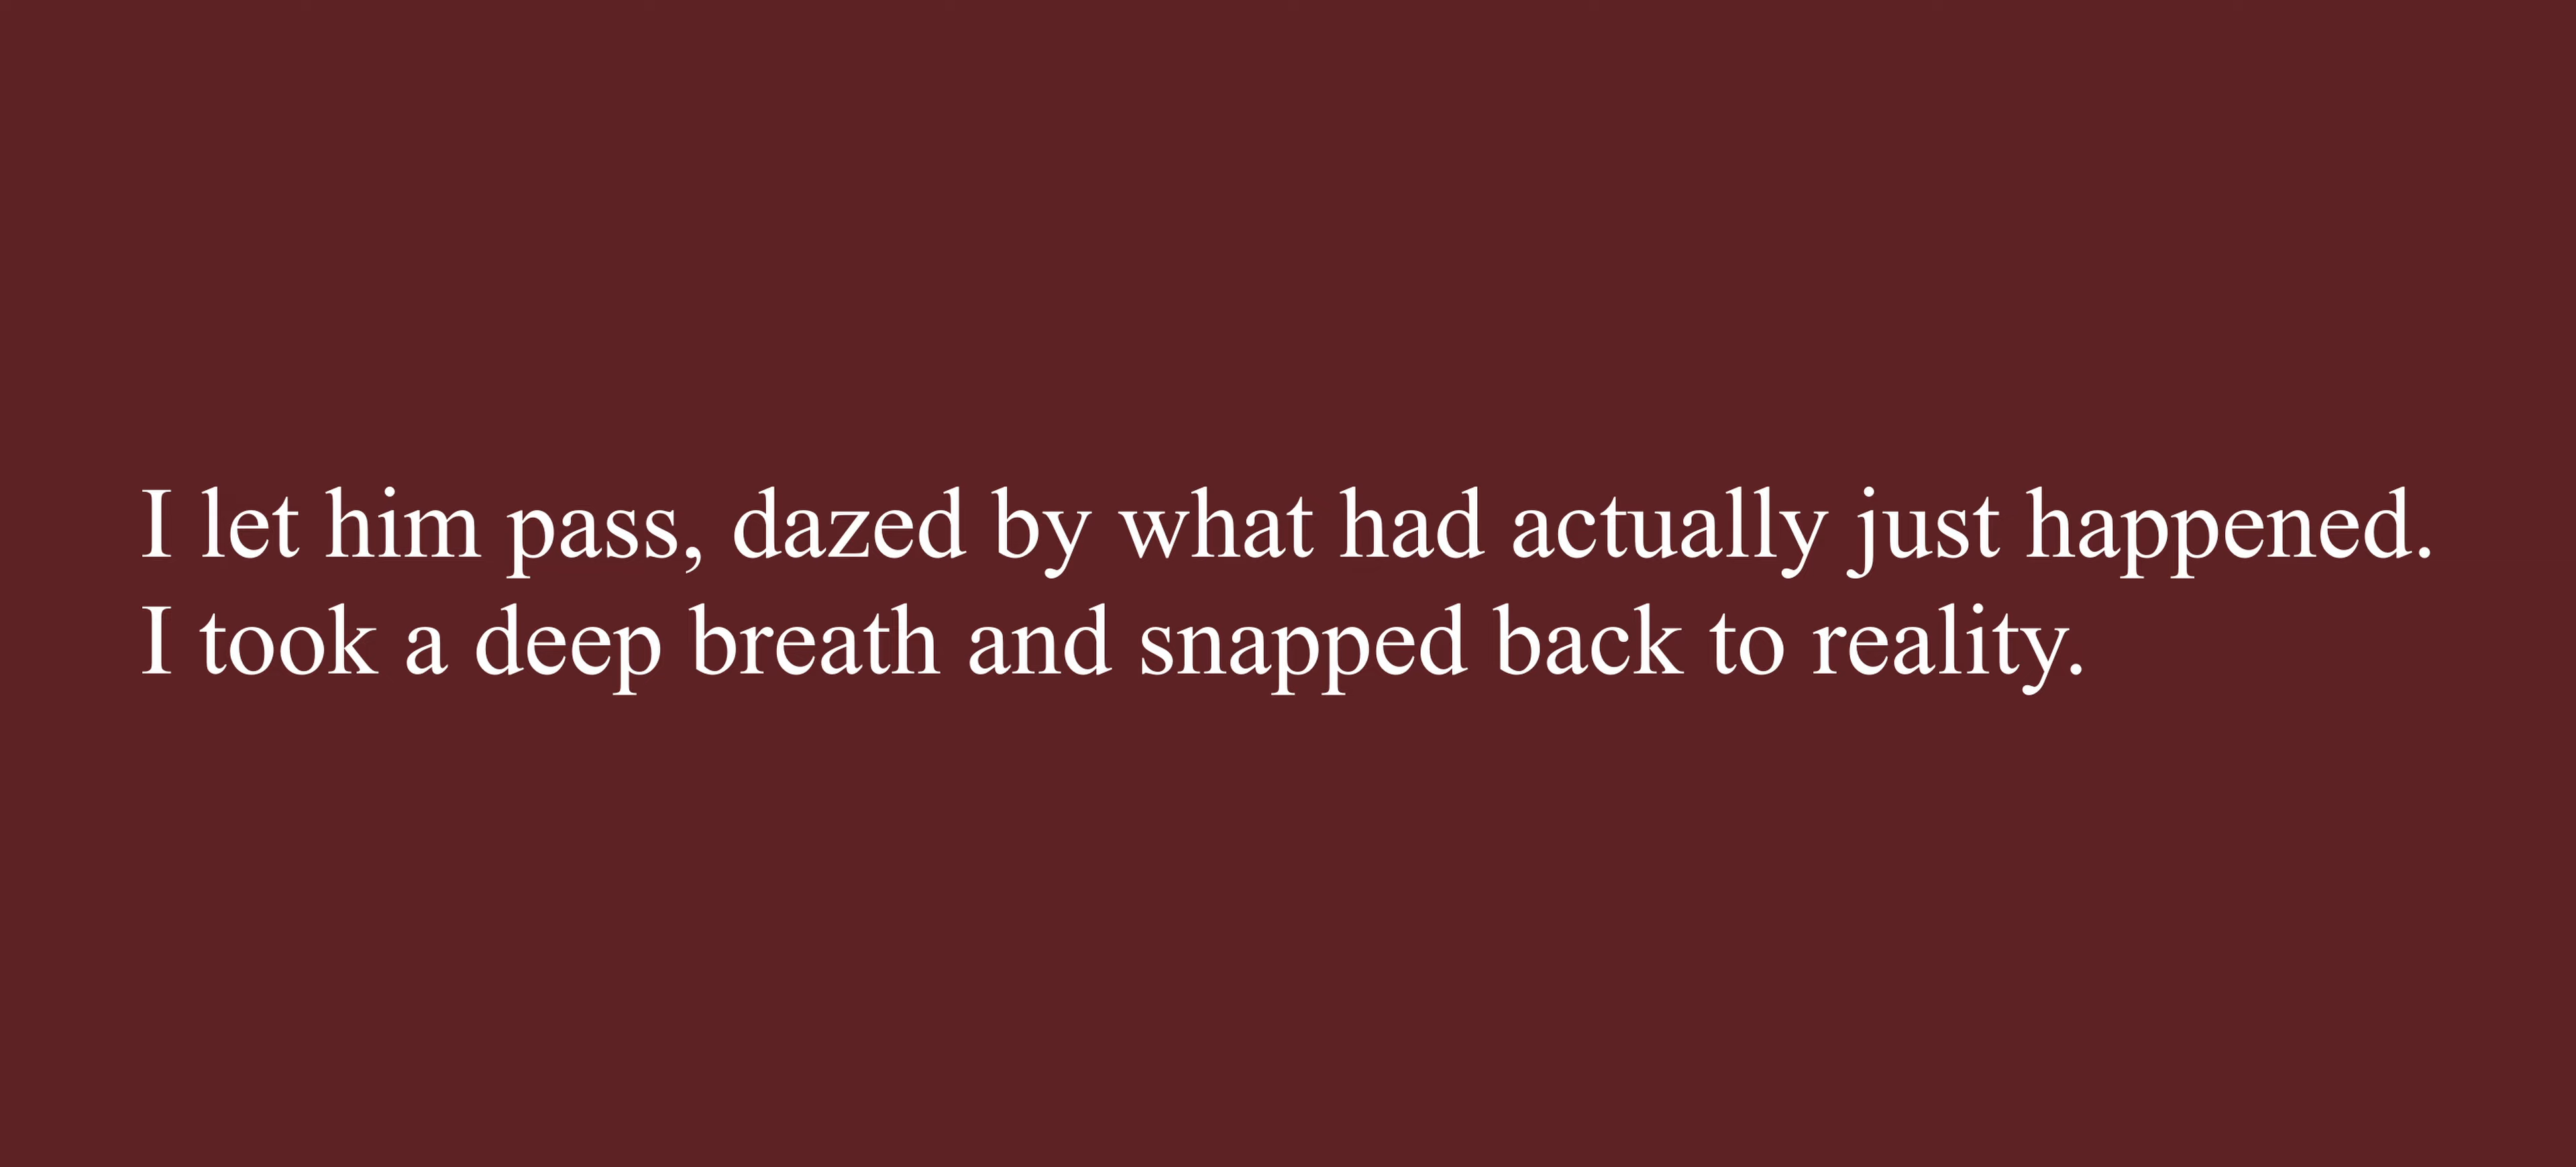 I let him pass, dazed by what had actually just happened.
I took a deep breath and snapped back to reality.